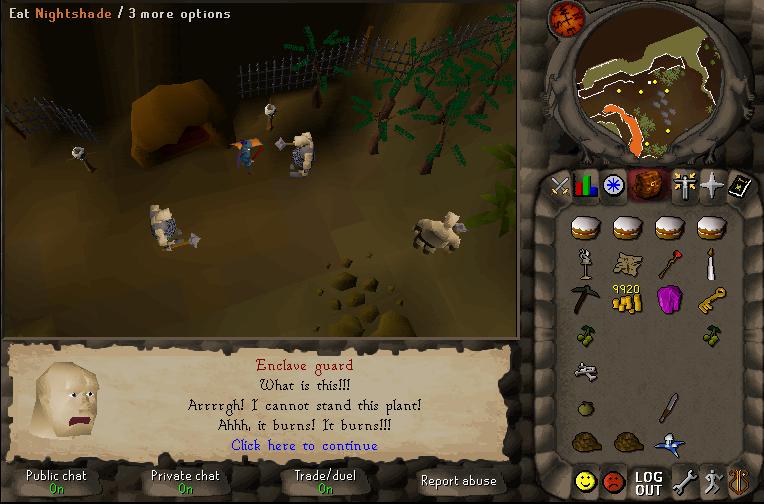 Eat Nightshade / 3 more options
9920
Enclave guard
What is this!!!
Arrrrgh! I cannot stand this plant!
Ahhh, it burns! It burns!!!
Click here to continue
Public chat
On
Private chat
On
Trade/duel
On
Report abuse
LOG
OUT